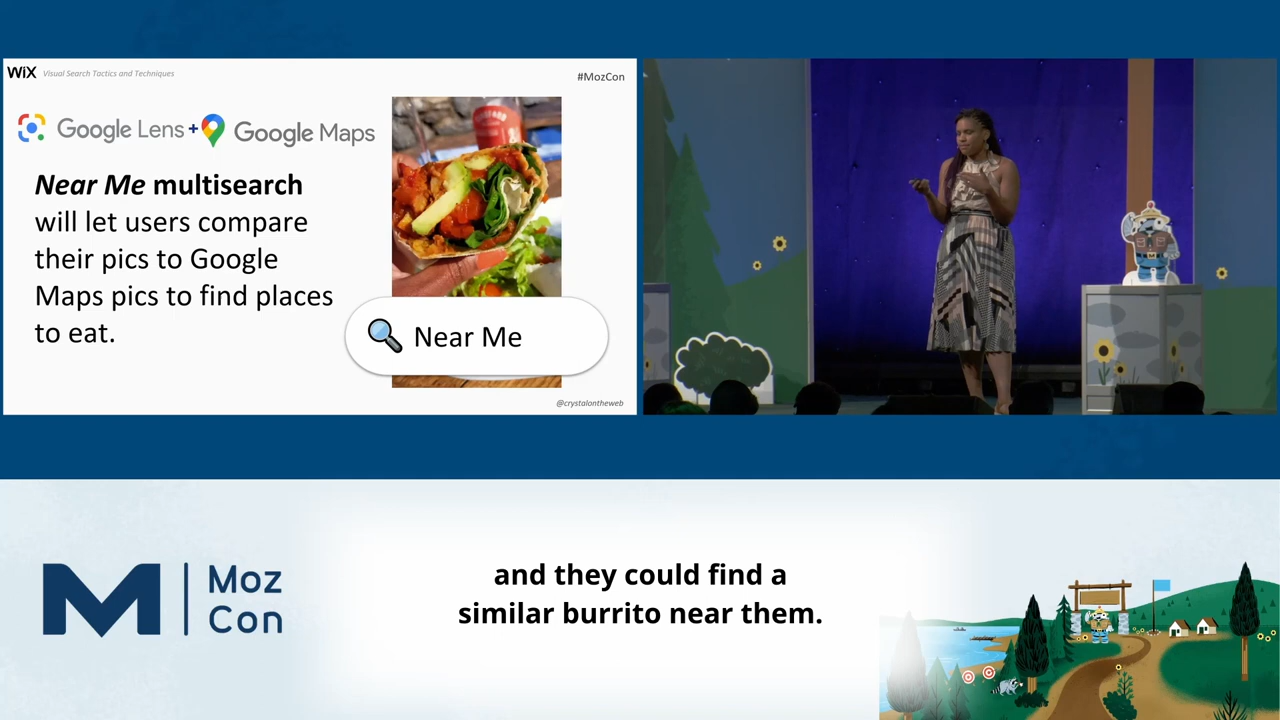 WiX Visual Search Tactics and Techniques
#MozCon
Google Lens + Google Maps
Near Me multisearch
will let users compare
their pics to Google
Maps pics to find places
to eat.
Near Me
@crystalontheweb
and they could find a
similar burrito near them.
M | Moz
Con